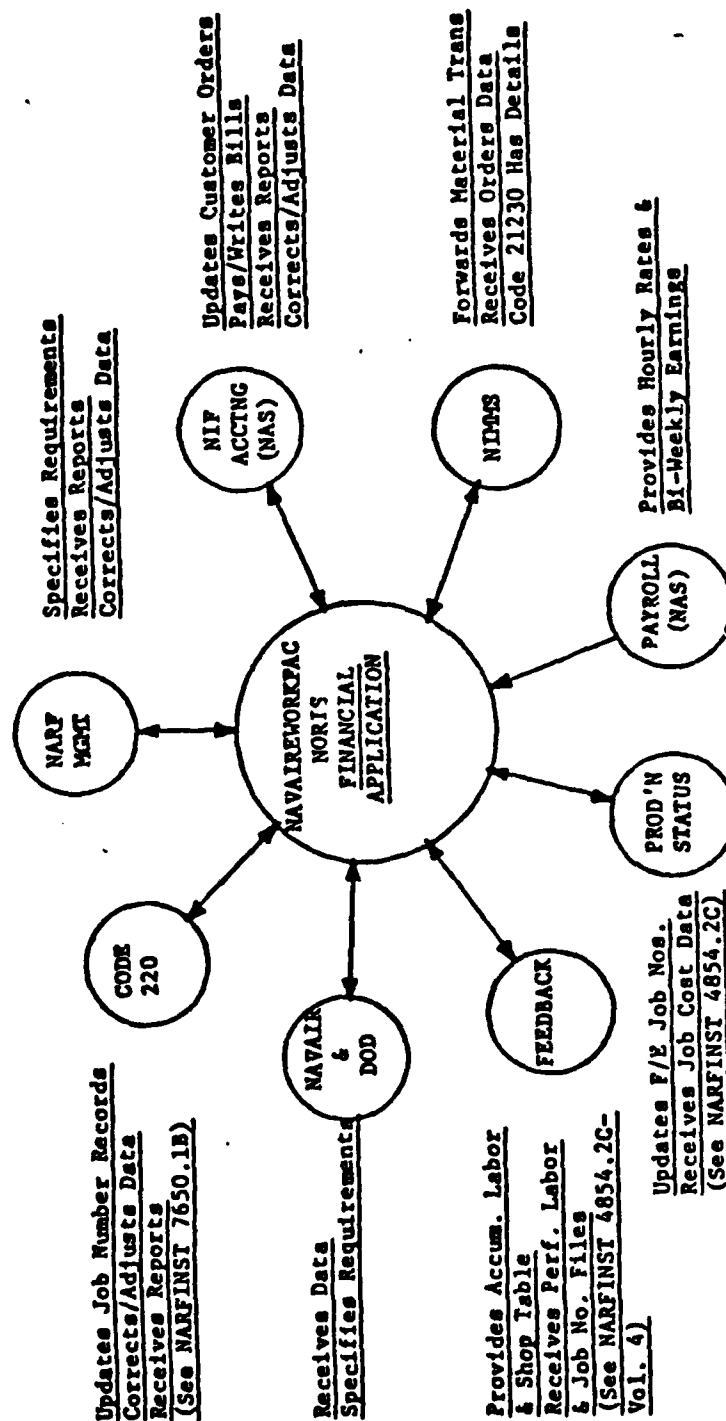 Updates Job Number Records
Corrects/Adjusts Data
Receives Reports
(See NARFINST 7650.1B)
CODE
220
NARF
MGMT
Specifies Requirements
Receives Reports
Corrects/Adjusts Data
NIF
ACCTNG
(NAS)
Updates Customer Orders
Pays/Writes Bills
Receives Reports
Corrects/Adjusts Data
Receives Data
Specifies Requirements
NAVAIR
&
DOD
NAVAIREWORKFAC
NORIS
FINANCIAL
APPLICATION
NIMMS
Forwards Material Trans
Receives Orders Data
Code 21230 Has Details
Provides Accum. Labor
& Shop Table
Receives Perf. Labor
& Job No. Files
(See NARFINST 4854.2C-
Vol. 4)
FEEDBACK
Updates F/E Job Nos.
Receives Job Cost Data
(See NARFINST 4854.2C)
PROD'N
STATUS
PAYROLL
(NAS)
Provides Hourly Rates &
Bi-Weekly Earnings